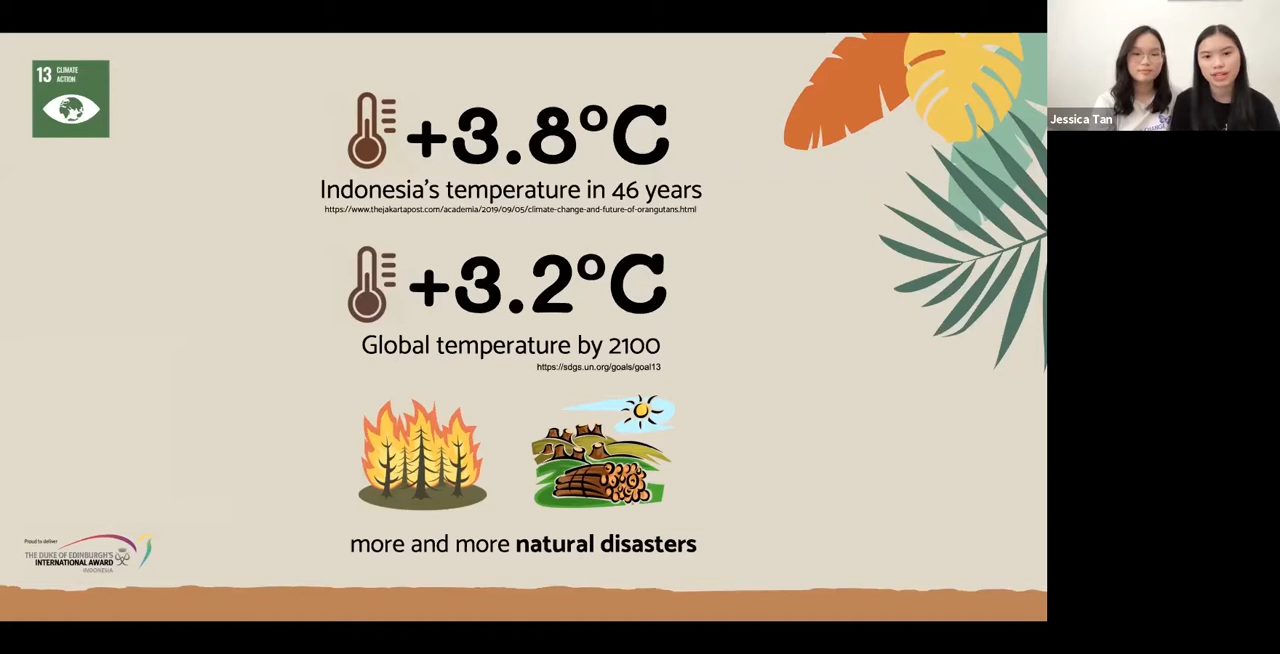 13 CLIMATE
ACTION
+3.8°C
Indonesia's temperature in 46 years
https://www.thejakartapost.com/academia/2019/09/05/climate-change-and-future-of-orangutans.html
+3.2°C
Global temperature by 2100
https://sdgs.un.org/goals/goal13
more and more natural disasters
Proud to deliver
THE DUKE OF EDINBURGH'S
INTERNATIONAL AWARD
INDONESIA
Jessica Tan